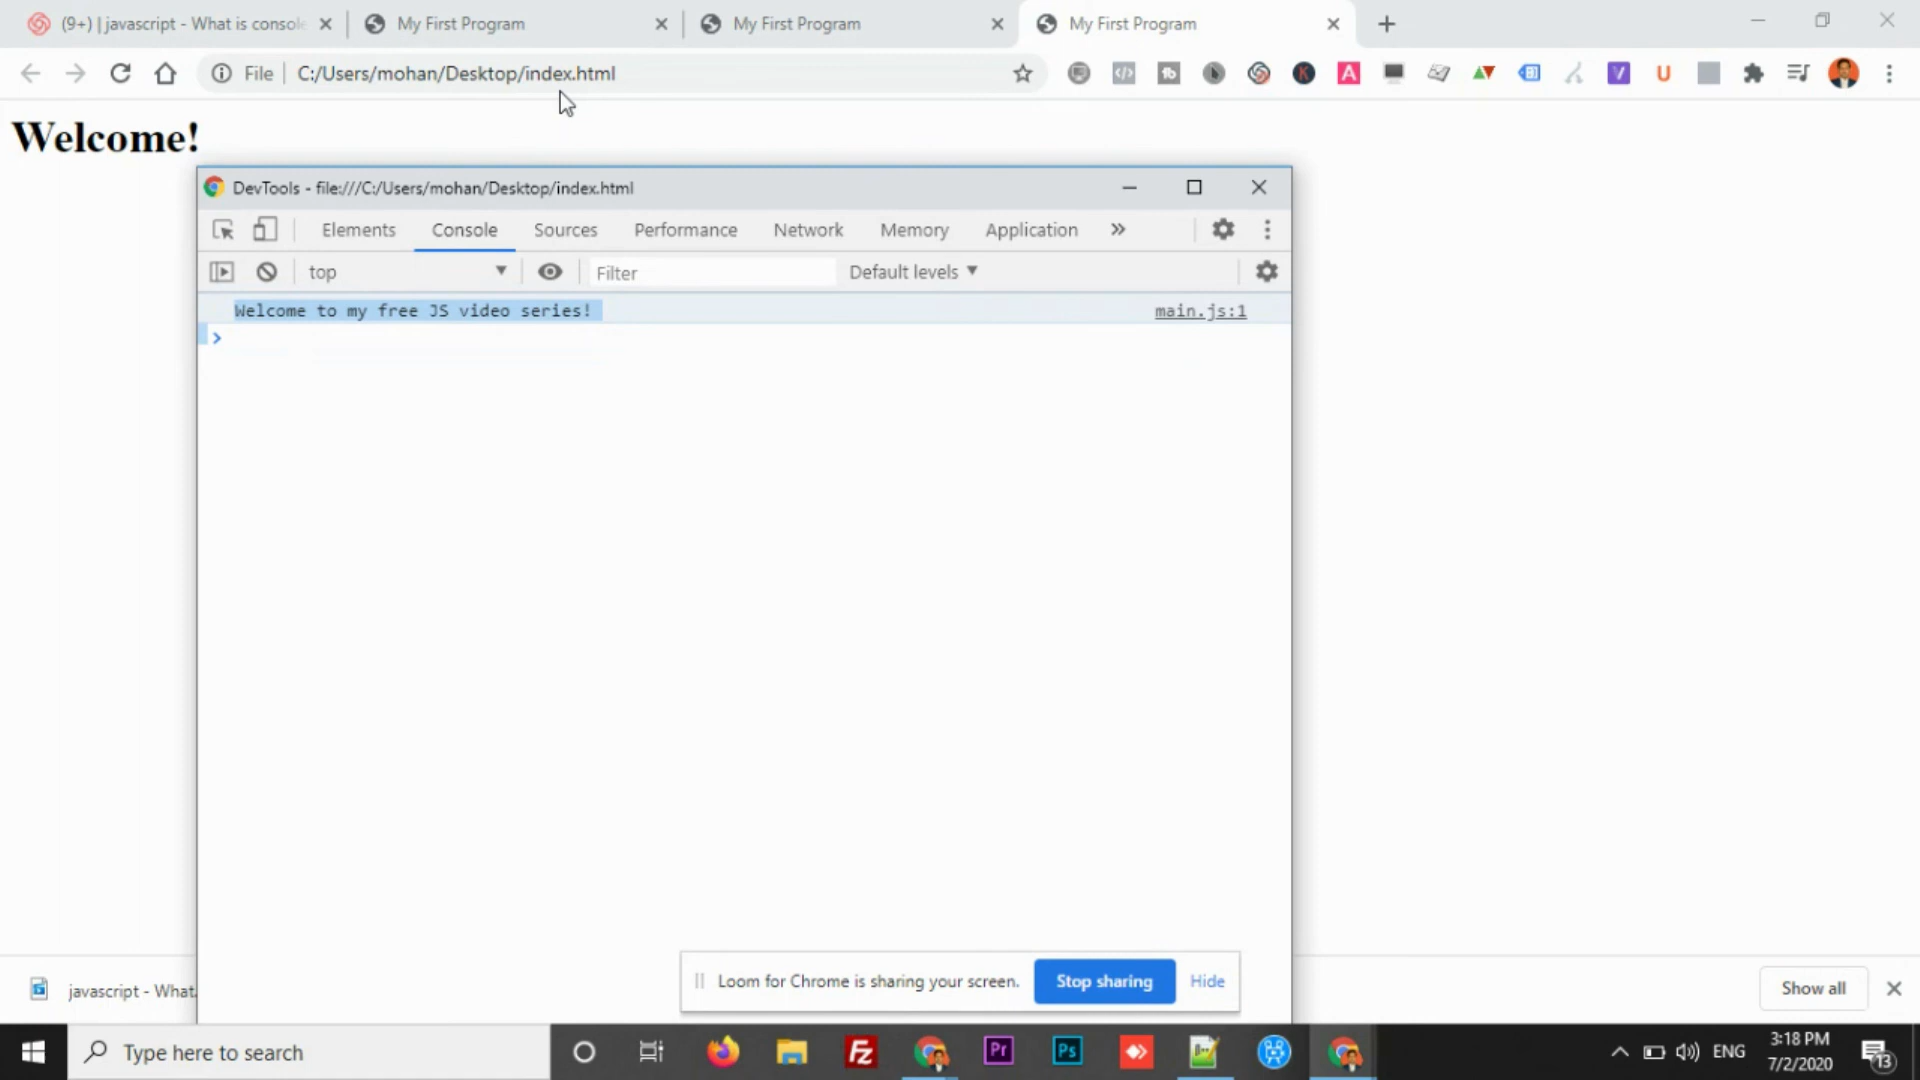 (9+) | javascript - What is consol
My First Program
My First Program
My First Program
File
C:/Users/mohan/Desktop/index.html
Welcome!
DevTools - file:///C:/Users/mohan/Desktop/index.html
Elements
Console
Sources
Performance
Network
Memory
Application
top
Filter
Default levels
Welcome to my free JS video series!
main.js:1
Loom for Chrome is sharing your screen.
Stop sharing
Hide
javascript - What.
Show all
Type here to search
Pr
Ps
ENG
3:18 PM
7/2/2020
13